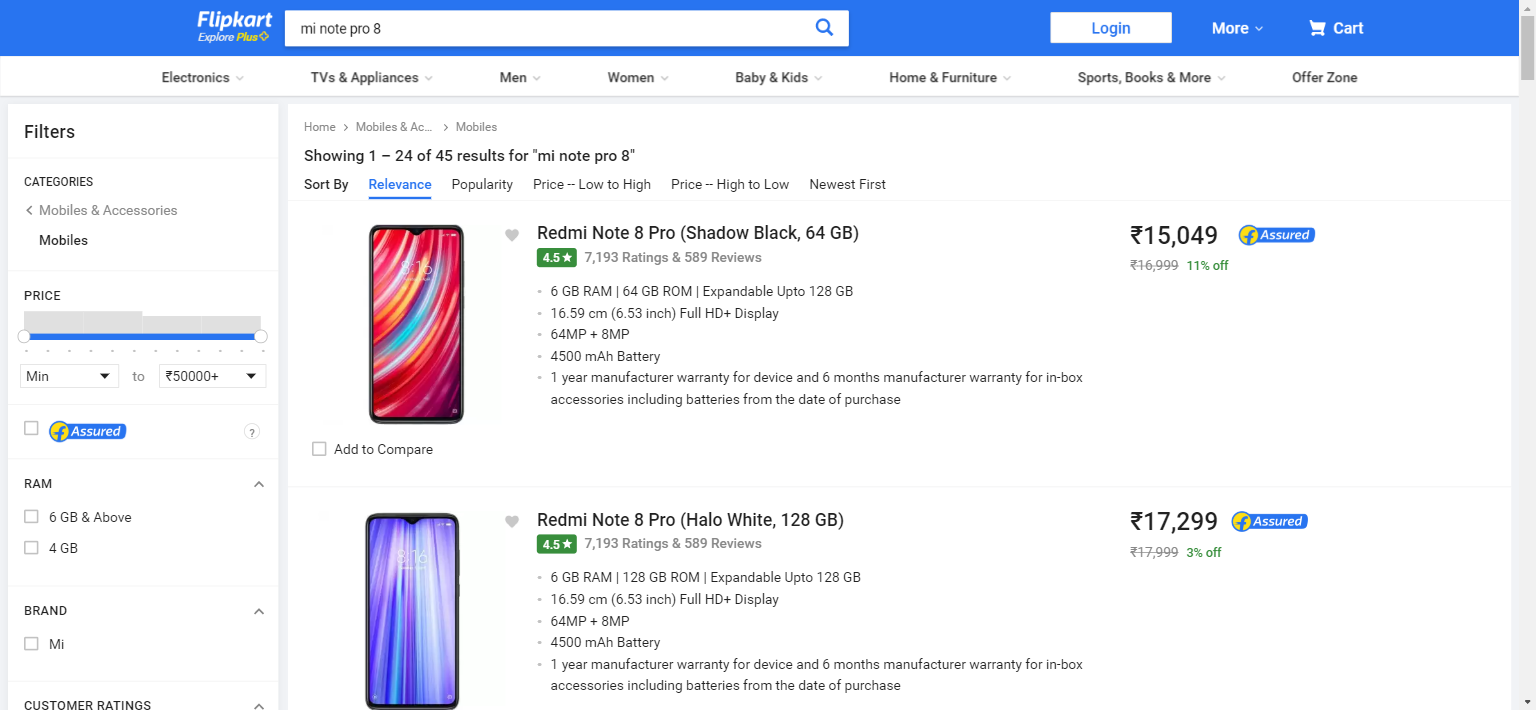 Flipkart
Explore Plus
mi note pro 8
Login
More
Cart
Electronics
TVs & Appliances
Men
Women
Baby & Kids
Home & Furniture
Sports, Books & More
Offer Zone
Filters
CATEGORIES
Mobiles & Accessories
Mobiles
PRICE
Min
to
₹50000+
Assured
?
RAM
6 GB & Above
4 GB
BRAND
Mi
CUSTOMER RATINGS
Home > Mobiles & Ac... > Mobiles
Showing 1 – 24 of 45 results for "mi note pro 8"
Sort By Relevance Popularity Price -- Low to High Price -- High to Low Newest First
8:16
Add to Compare
Redmi Note 8 Pro (Shadow Black, 64 GB)
4.5★ 7,193 Ratings & 589 Reviews
6 GB RAM | 64 GB ROM | Expandable Upto 128 GB
16.59 cm (6.53 inch) Full HD+ Display
64MP + 8MP
4500 mAh Battery
1 year manufacturer warranty for device and 6 months manufacturer warranty for in-box
accessories including batteries from the date of purchase
₹15,049 Assured
₹16,999 11% off
8:16
Redmi Note 8 Pro (Halo White, 128 GB)
4.5★ 7,193 Ratings & 589 Reviews
6 GB RAM | 128 GB ROM | Expandable Upto 128 GB
16.59 cm (6.53 inch) Full HD+ Display
64MP + 8MP
4500 mAh Battery
1 year manufacturer warranty for device and 6 months manufacturer warranty for in-box
accessories including batteries from the date of purchase
₹17,299 Assured
₹17,999 3% off